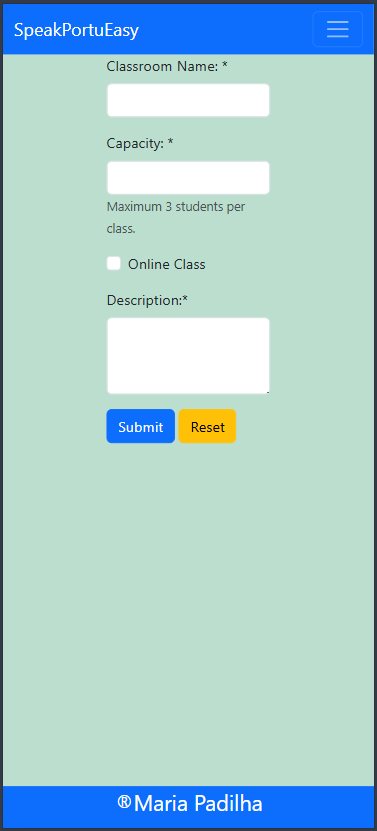 SpeakPortuEasy
Classroom Name: *
Capacity: *
Maximum 3 students per
class.
Online Class
Description:*
Submit Reset
®Maria Padilha